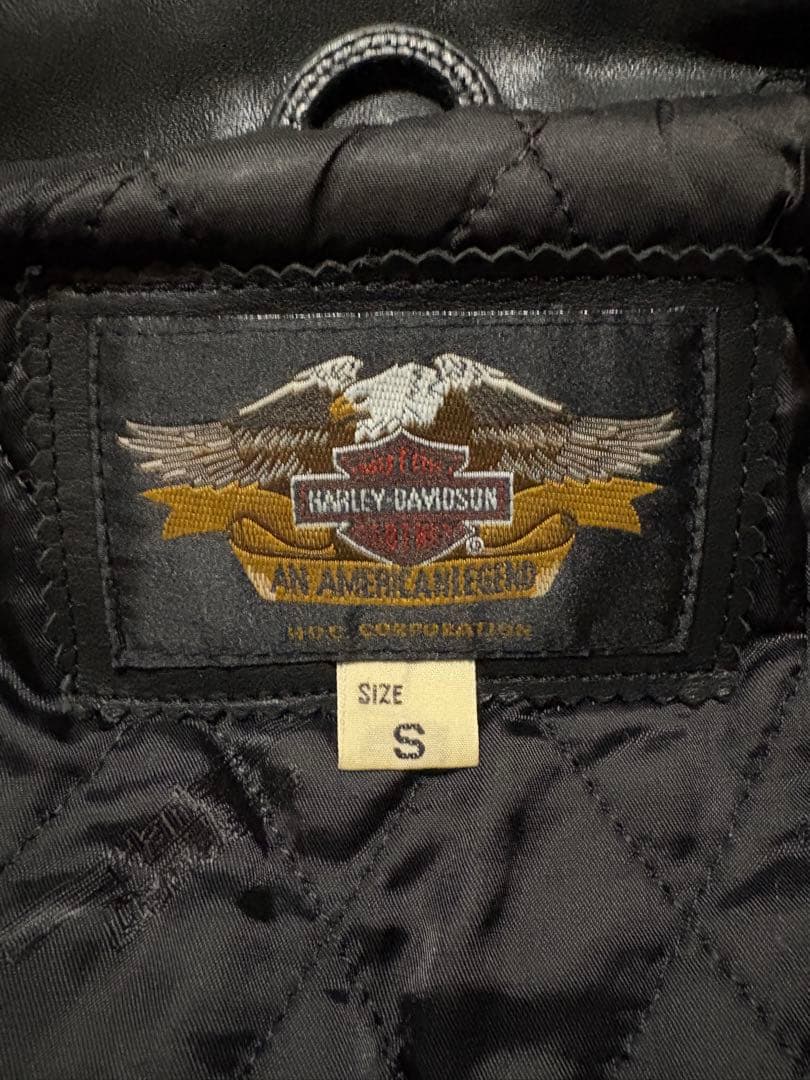 HARLEY-DAVIDSON
®
AN AMERICAN LEGEND
CORPORATION
SIZE
S